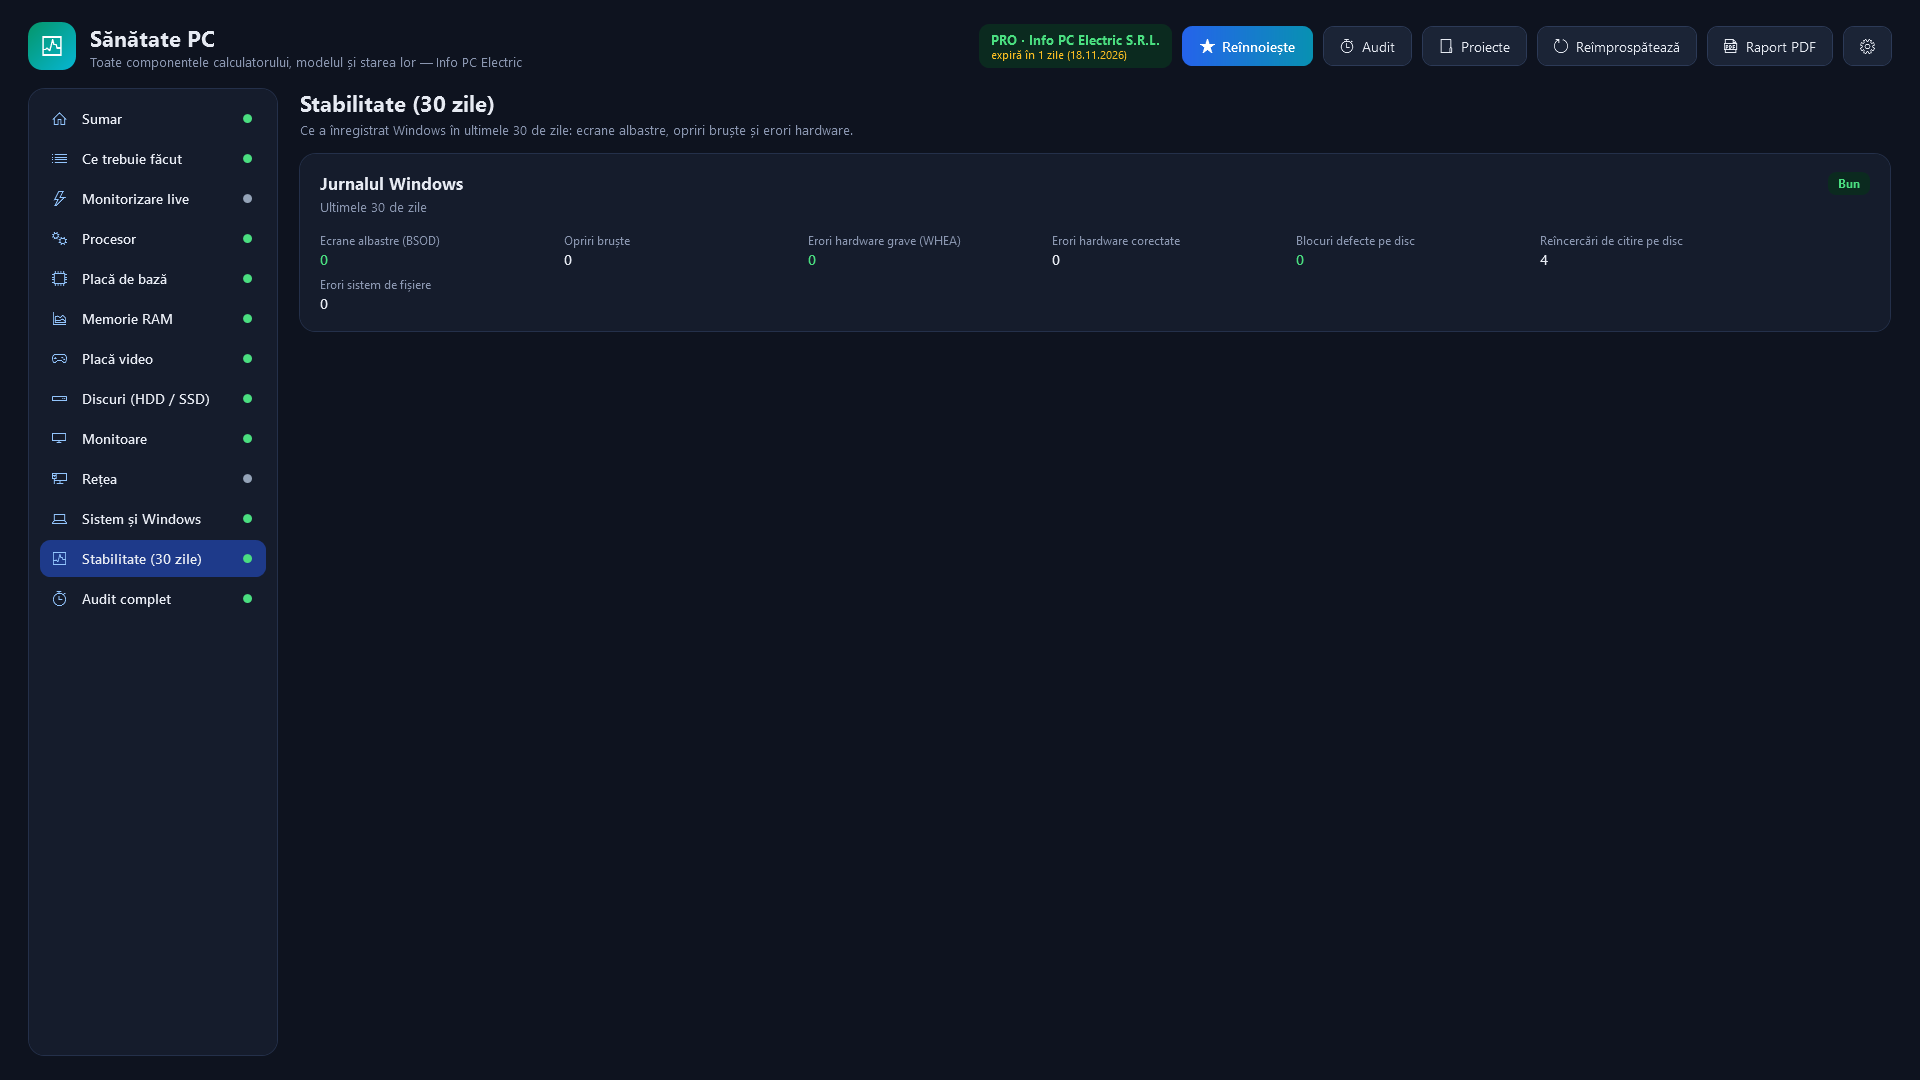 Sănătate PC
Toate componentele calculatorului, modelul și starea lor — Info PC Electric
PRO · Info PC Electric S.R.L.
expiră în 1 zile (18.11.2026)
Reînnoiește
Audit
Proiecte
Reîmprospătează
Raport PDF
Sumar
Ce trebuie făcut
Monitorizare live
Procesor
Placă de bază
Memorie RAM
Placă video
Discuri (HDD / SSD)
Monitoare
Rețea
Sistem și Windows
Stabilitate (30 zile)
Audit complet
Stabilitate (30 zile)
Ce a înregistrat Windows în ultimele 30 de zile: ecrane albastre, opriri bruște și erori hardware.
Jurnalul Windows
Bun
Ultimele 30 de zile
Ecrane albastre (BSOD)
0
Opriri bruște
0
Erori hardware grave (WHEA)
0
Erori hardware corectate
0
Blocuri defecte pe disc
0
Reîncercări de citire pe disc
4
Erori sistem de fișiere
0